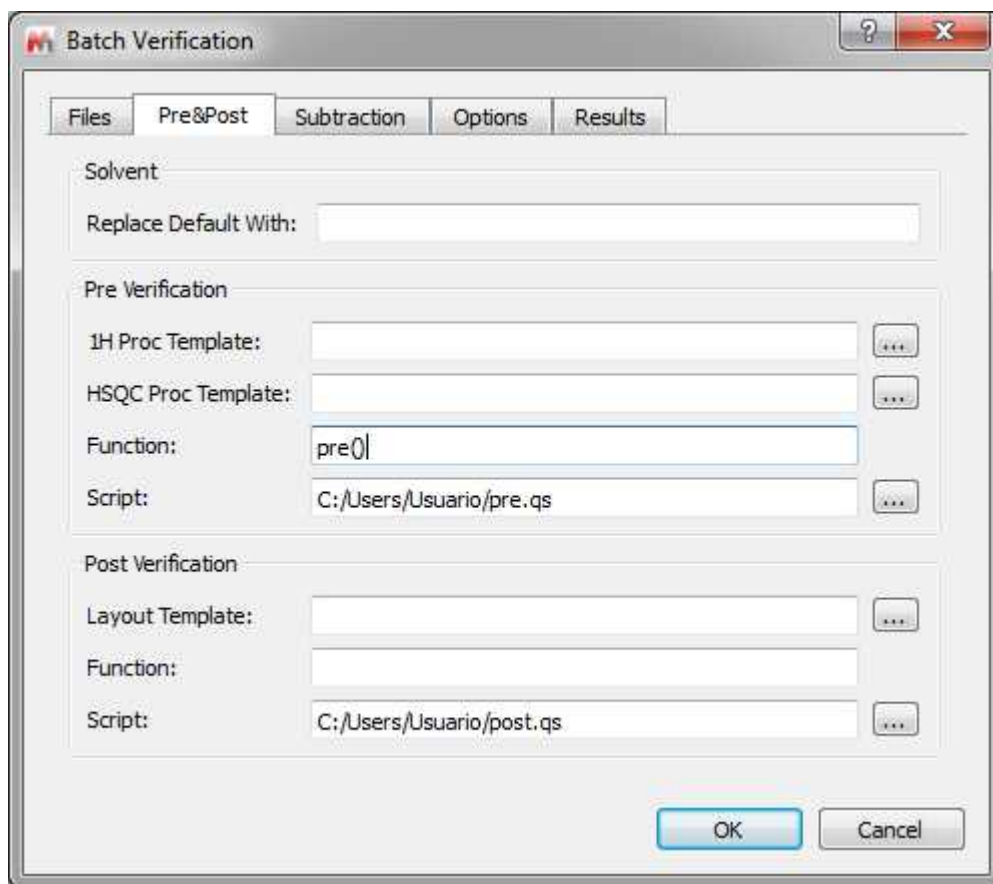 Batch Verification
Files Pre&Post Subtraction Options Results
Solvent
Replace Default With:
Pre Verification
1H Proc Template: ...
HSQC Proc Template: ...
Function: pre()
Script: C:/Users/Usuario/pre.qs ...
Post Verification
Layout Template: ...
Function:
Script: C:/Users/Usuario/post.qs ...
OK Cancel